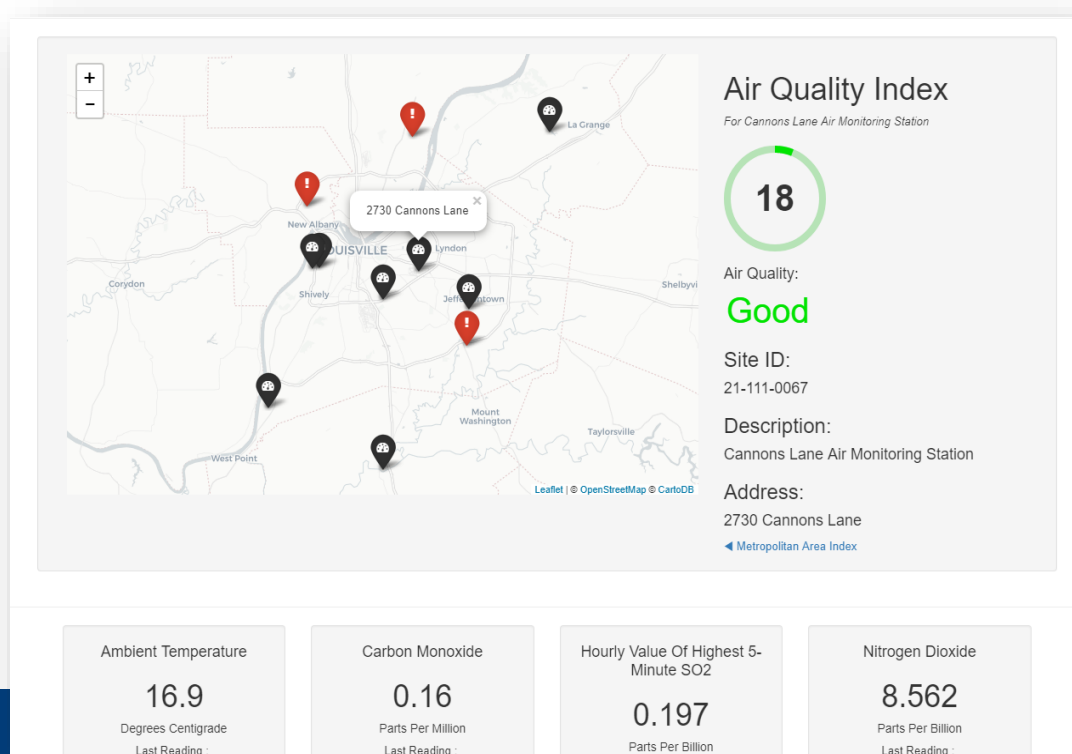 +
−
La Grange
2730 Cannons Lane ×
New Albany
OUISVILLE
Lyndon
Corydon
Shively
Jeff ntown
Shelbyvi
Mount
Washington
Taylorsville
West Point
Leaflet | © OpenStreetMap © CartoDB
Air Quality Index
For Cannons Lane Air Monitoring Station
18
Air Quality:
Good
Site ID:
21-111-0067
Description:
Cannons Lane Air Monitoring Station
Address:
2730 Cannons Lane
◀ Metropolitan Area Index
Ambient Temperature
16.9
Degrees Centigrade
Last Reading :
Carbon Monoxide
0.16
Parts Per Million
Last Reading :
Hourly Value Of Highest 5-
Minute SO2
0.197
Parts Per Billion
Nitrogen Dioxide
8.562
Parts Per Billion
Last Reading :